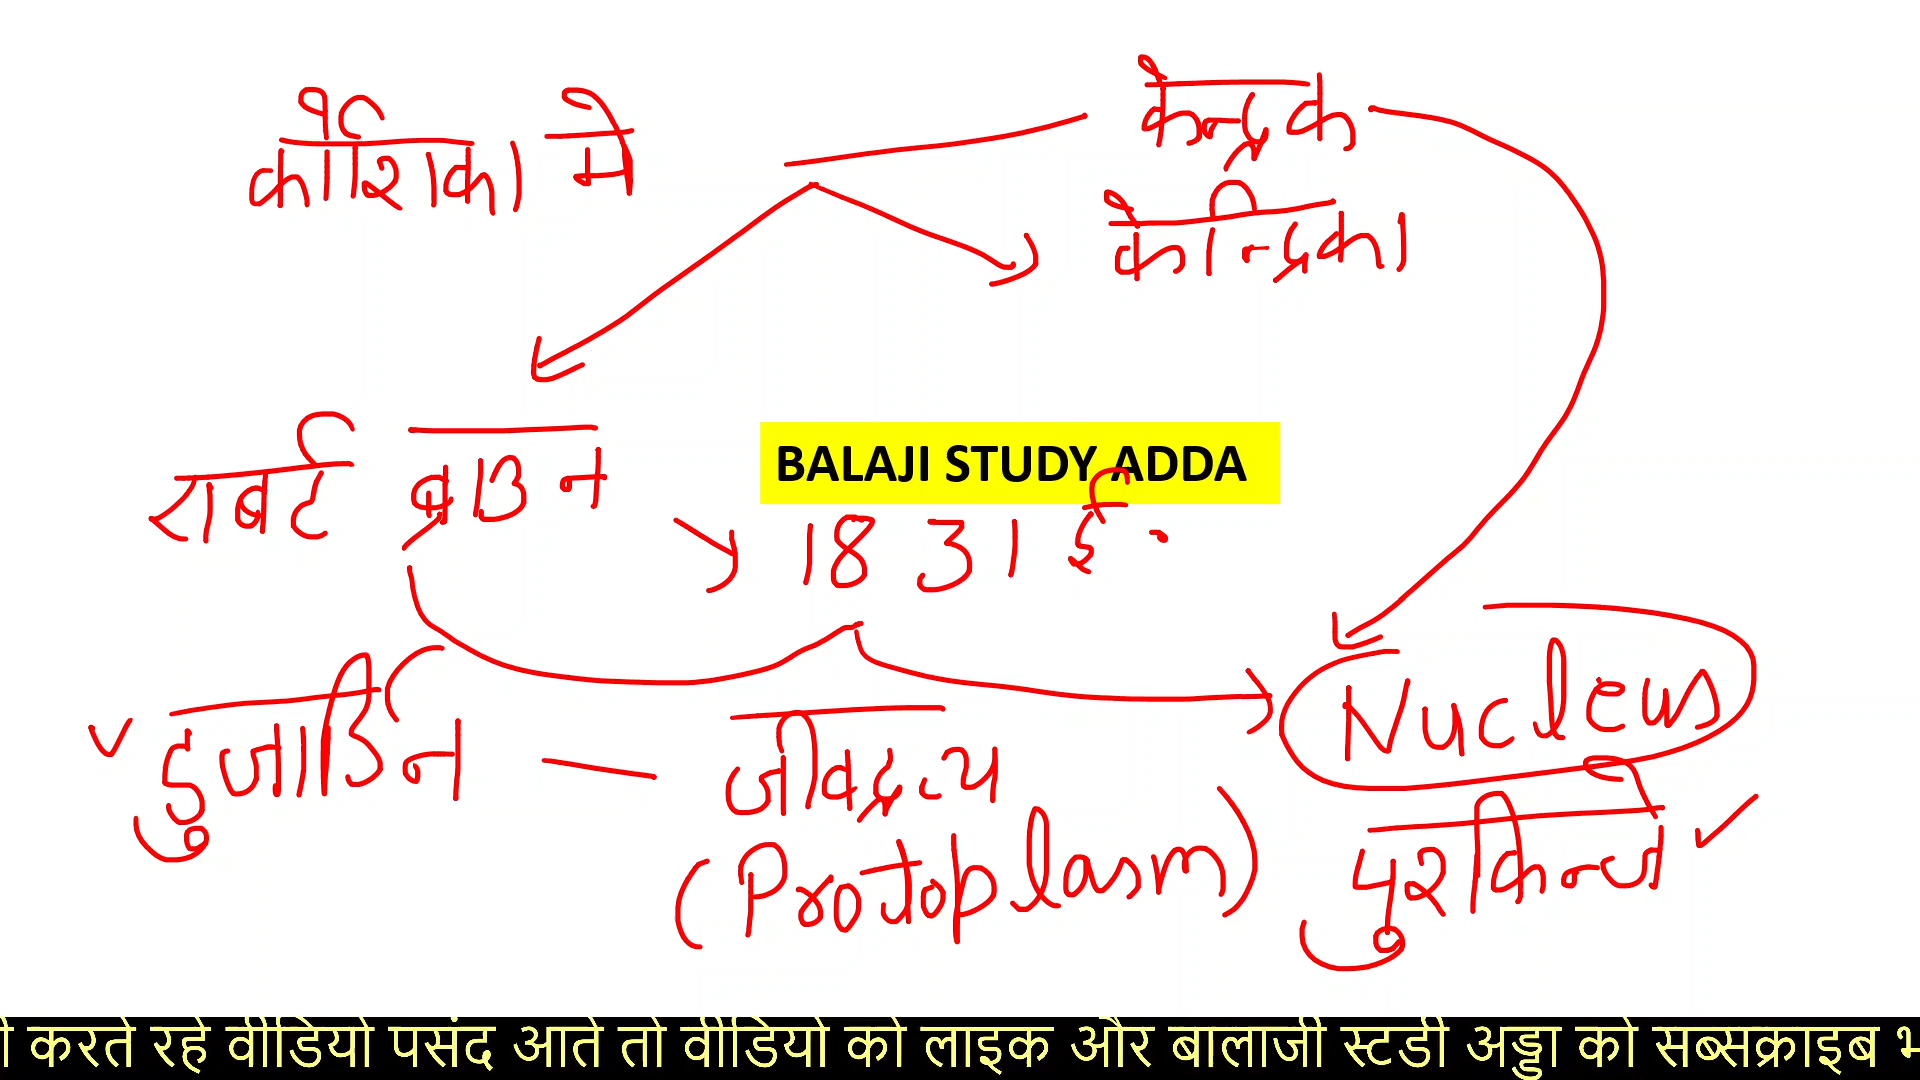 कोशिका में
केन्द्रक
केन्द्रिका
राबर्ट ब्राउन
BALAJI STUDY ADDA
1831 ई.
Nucleus
डुजार्डिन — जीवद्रव्य
(Protoplasm)
पुरकिन्जे
ी करते रहे वीडियो पसंद आते तो वीडियो को लाइक और बालाजी स्टडी अड्डा को सब्सक्राइब भ